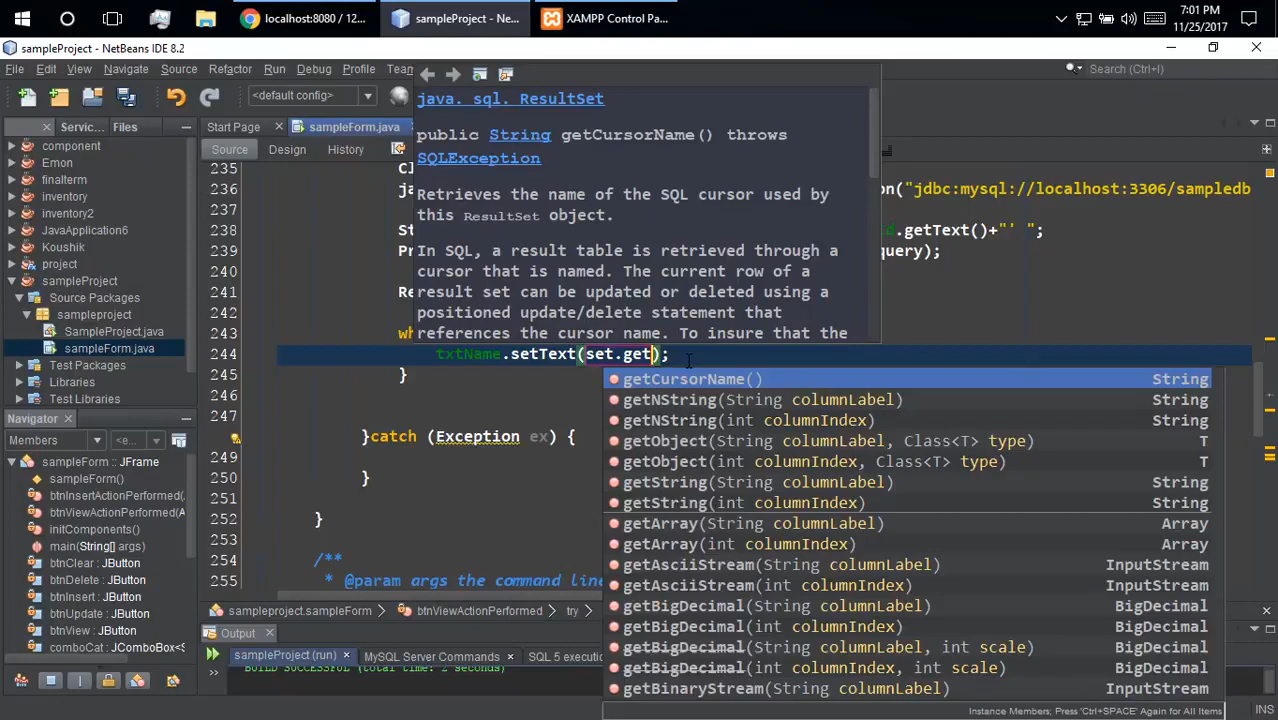 localhost:8080 / 12...
sampleProject - Ne...
XAMPP Control Pa...
7:01 PM
11/25/2017
sampleProject - NetBeans IDE 8.2
File Edit View Navigate Source Refactor Run Debug Profile Team
Search (Ctrl+I)
<default config>
Servic... Files
Start Page
sampleForm.java
Source Design History
component
Emon
finalterm
inventory
inventory2
JavaApplication6
Koushik
project
sampleProject
Source Packages
sampleproject
SampleProject.java
sampleForm.java
Test Packages
Libraries
Test Libraries
Navigator
Members
<e...
sampleForm :: JFrame
sampleForm()
btnInsertActionPerformed(
btnViewActionPerformed(A
initComponents()
main(String[] args)
btnClear : JButton
btnDelete : JButton
btnInsert : JButton
btnUpdate : JButton
btnView : JButton
comboCat : JComboBox<S
java. sql. ResultSet
public String getCursorName() throws
SQLException
Retrieves the name of the SQL cursor used by
this ResultSet object.
In SQL, a result table is retrieved through a
cursor that is named. The current row of a
result set can be updated or deleted using a
positioned update/delete statement that
references the cursor name. To insure that the
235 Cl
236 ja on("jdbc:mysql://localhost:3306/sampledb
237
238 St d.getText()+"' ";
239 Pr query);
240
241 Re
242
243 wh
244 txtName.setText(set.get);
245 }
246
247
}catch (Exception ex) {
249
250 }
251
252 }
253
254 /**
255 * @param args the command line
getCursorName() String
getNString(String columnLabel) String
getNString(int columnIndex) String
getObject(String columnLabel, Class<T> type) T
getObject(int columnIndex, Class<T> type) T
getString(String columnLabel) String
getString(int columnIndex) String
getArray(String columnLabel) Array
getArray(int columnIndex) Array
getAsciiStream(String columnLabel) InputStream
getAsciiStream(int columnIndex) InputStream
getBigDecimal(String columnLabel) BigDecimal
getBigDecimal(int columnIndex) BigDecimal
getBigDecimal(String columnLabel, int scale) BigDecimal
getBigDecimal(int columnIndex, int scale) BigDecimal
getBinaryStream(String columnLabel) InputStream
Instance Members; Press 'Ctrl+SPACE' Again for All Items
sampleproject.sampleForm
btnViewActionPerformed
try
Output
sampleProject (run)
MySQL Server Commands
SQL 5 executio
BUILD SUCCESSFUL (total time: 2 seconds)
INS